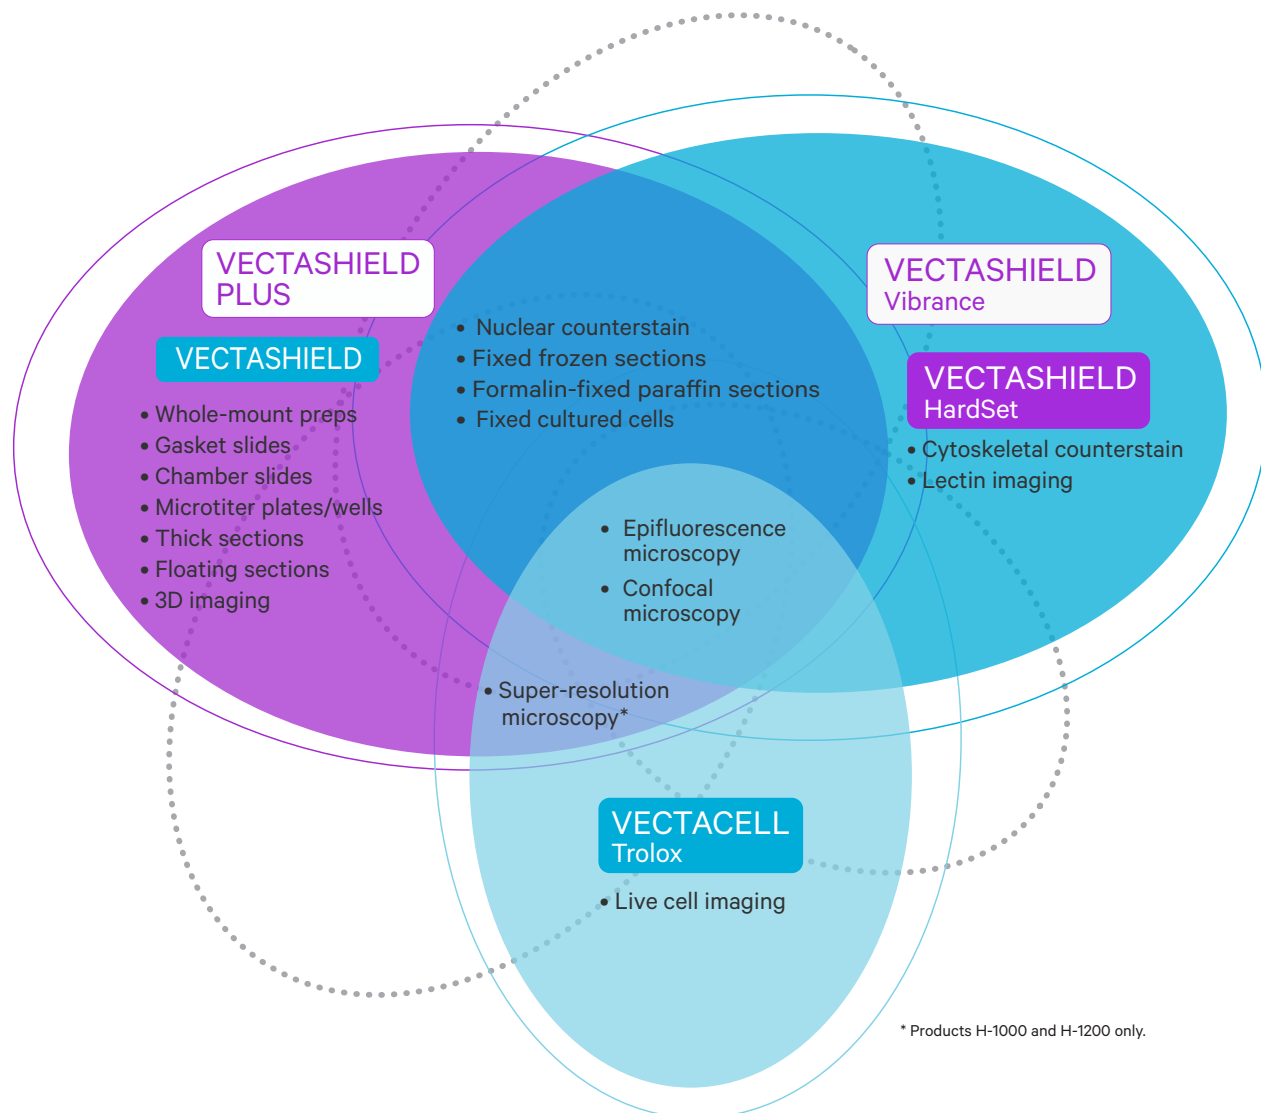 VECTASHIELD
PLUS
VECTASHIELD
• Whole-mount preps
• Gasket slides
• Chamber slides
• Microtiter plates/wells
• Thick sections
• Floating sections
• 3D imaging
• Nuclear counterstain
• Fixed frozen sections
• Formalin-fixed paraffin sections
• Fixed cultured cells
VECTASHIELD
Vibrance
VECTASHIELD
HardSet
• Cytoskeletal counterstain
• Lectin imaging
• Epifluorescence
microscopy
• Confocal
microscopy
• Super-resolution
microscopy*
VECTACELL
Trolox
• Live cell imaging
* Products H-1000 and H-1200 only.